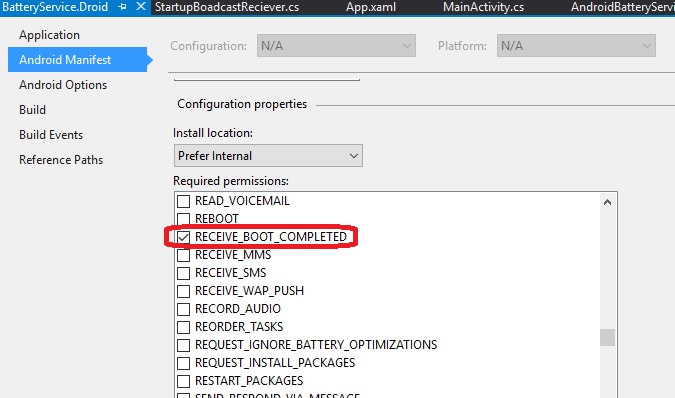 BatteryService.Droid StartupBoadcastReciever.cs App.xaml MainActivity.cs AndroidBatteryServi
Application
Configuration: N/A Platform: N/A
Android Manifest
Android Options
Build
Configuration properties
Build Events
Install location:
Reference Paths
Prefer Internal
Required permissions:
READ_VOICEMAIL
REBOOT
RECEIVE_BOOT_COMPLETED
RECEIVE_MMS
RECEIVE_SMS
RECEIVE_WAP_PUSH
RECORD_AUDIO
REORDER_TASKS
REQUEST_IGNORE_BATTERY_OPTIMIZATIONS
REQUEST_INSTALL_PACKAGES
RESTART_PACKAGES
SEND_RESPOND_VIA_MESSAGE